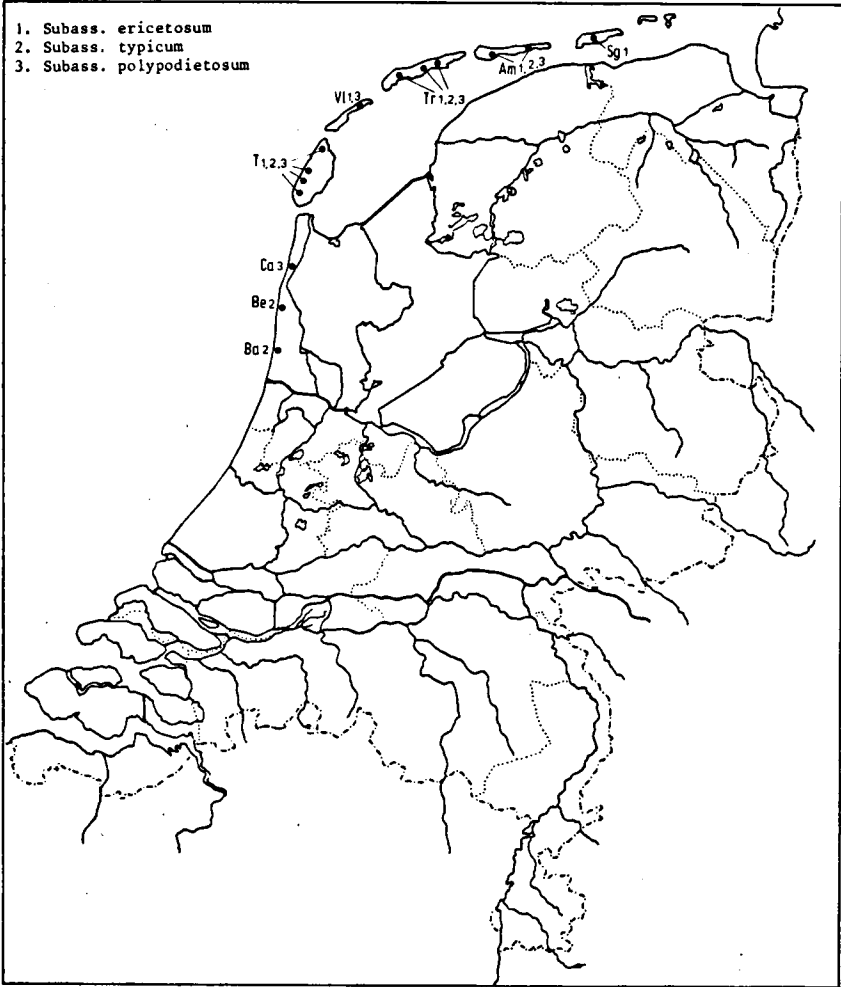 1. Subass. ericetosum
2. Subass. typicum
3. Subass. polypodietosum
Sg 1
Am 1,2,3
Tr 1,2,3
Vl 1,3
T 1,2,3
Ca 3
Be 2
Ba 2